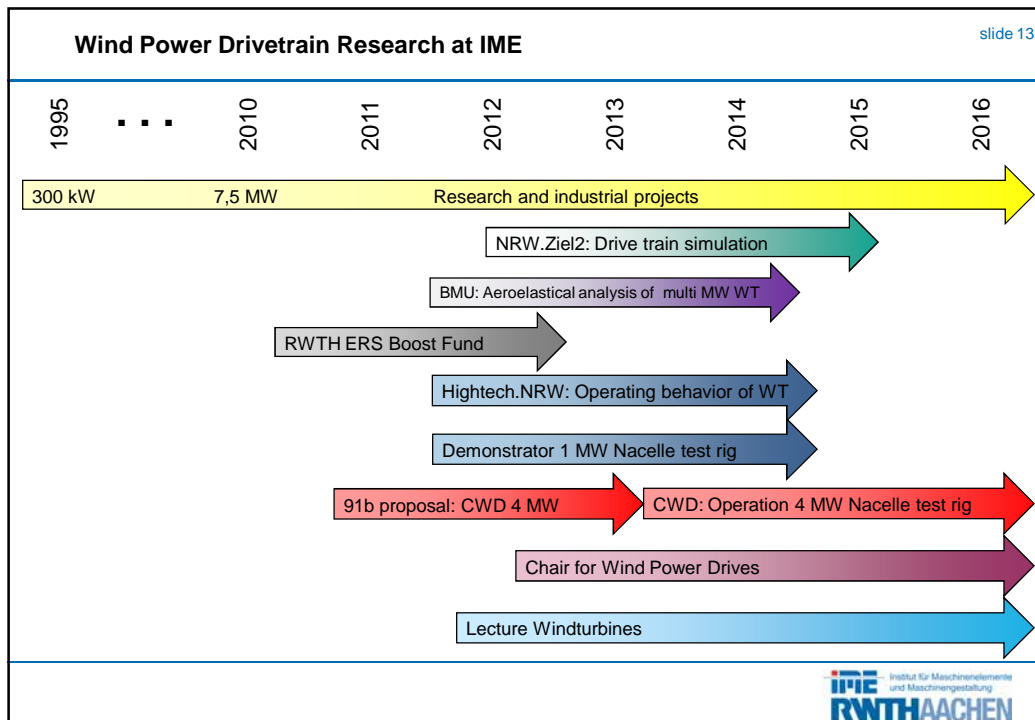 Wind Power Drivetrain Research at IME
slide 13
1995 . . . 2010 2011 2012 2013 2014 2015 2016
300 kW 7,5 MW Research and industrial projects
NRW.Ziel2: Drive train simulation
BMU: Aeroelastical analysis of multi MW WT
RWTH ERS Boost Fund
Hightech.NRW: Operating behavior of WT
Demonstrator 1 MW Nacelle test rig
91b proposal: CWD 4 MW CWD: Operation 4 MW Nacelle test rig
Chair for Wind Power Drives
Lecture Windturbines
iME Institut für Maschinenelemente
und Maschinengestaltung
RWTHAACHEN